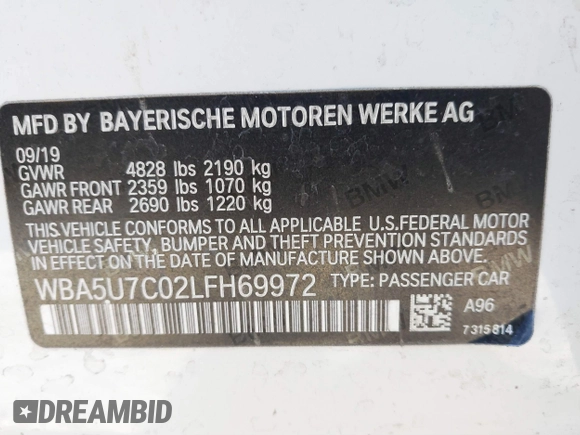 MFD BY BAYERISCHE MOTOREN WERKE AG
09/19
GVWR 4828 lbs 2190 kg
GAWR FRONT 2359 lbs 1070 kg
GAWR REAR 2690 lbs 1220 kg
THIS VEHICLE CONFORMS TO ALL APPLICABLE U.S.FEDERAL MOTOR
VEHICLE SAFETY, BUMPER AND THEFT PREVENTION STANDARDS
IN EFFECT ON THE DATE OF MANUFACTURE SHOWN ABOVE.
WBA5U7C02LFH69972 TYPE: PASSENGER CAR
A96
7315814
DREAMBID